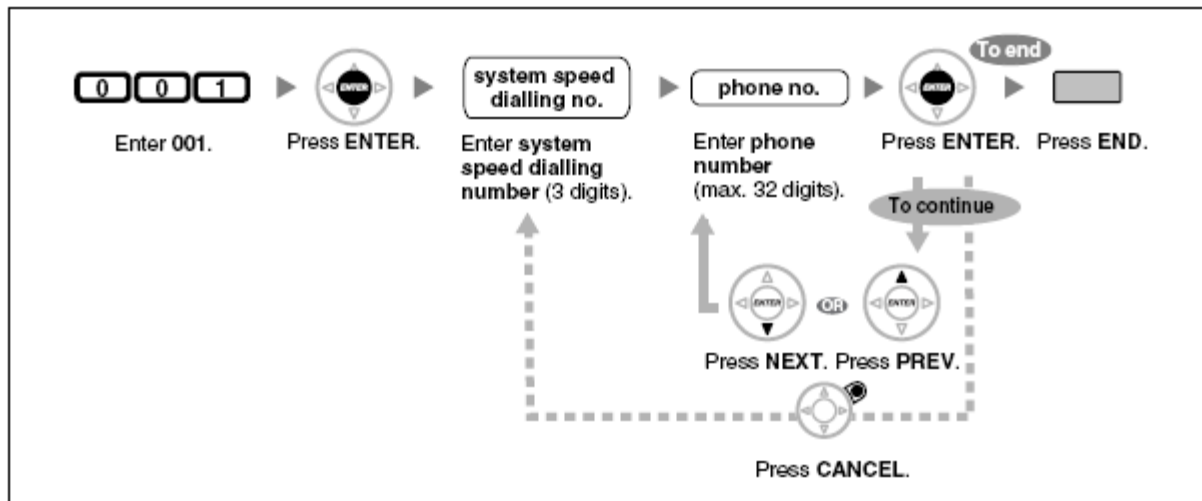 To end
0 0 1
ENTER
system speed
dialling no.
phone no.
ENTER
Enter 001.
Press ENTER.
Enter system
speed dialling
number (3 digits).
Enter phone
number
(max. 32 digits).
Press ENTER.
Press END.
To continue
ENTER
OR
ENTER
Press NEXT.
Press PREV.
Press CANCEL.